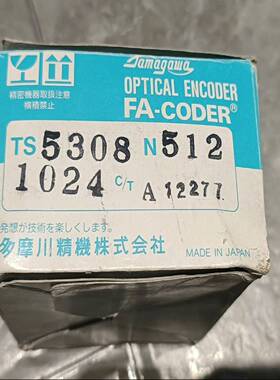 Tamagawa
OPTICAL ENCODER
FA-CODER®
精密機器取扱注意
横積禁止
TS 5308 N 512
1024 C/T A 12277
発想が技術を楽しくします。
多摩川精機株式会社
MADE IN JAPAN